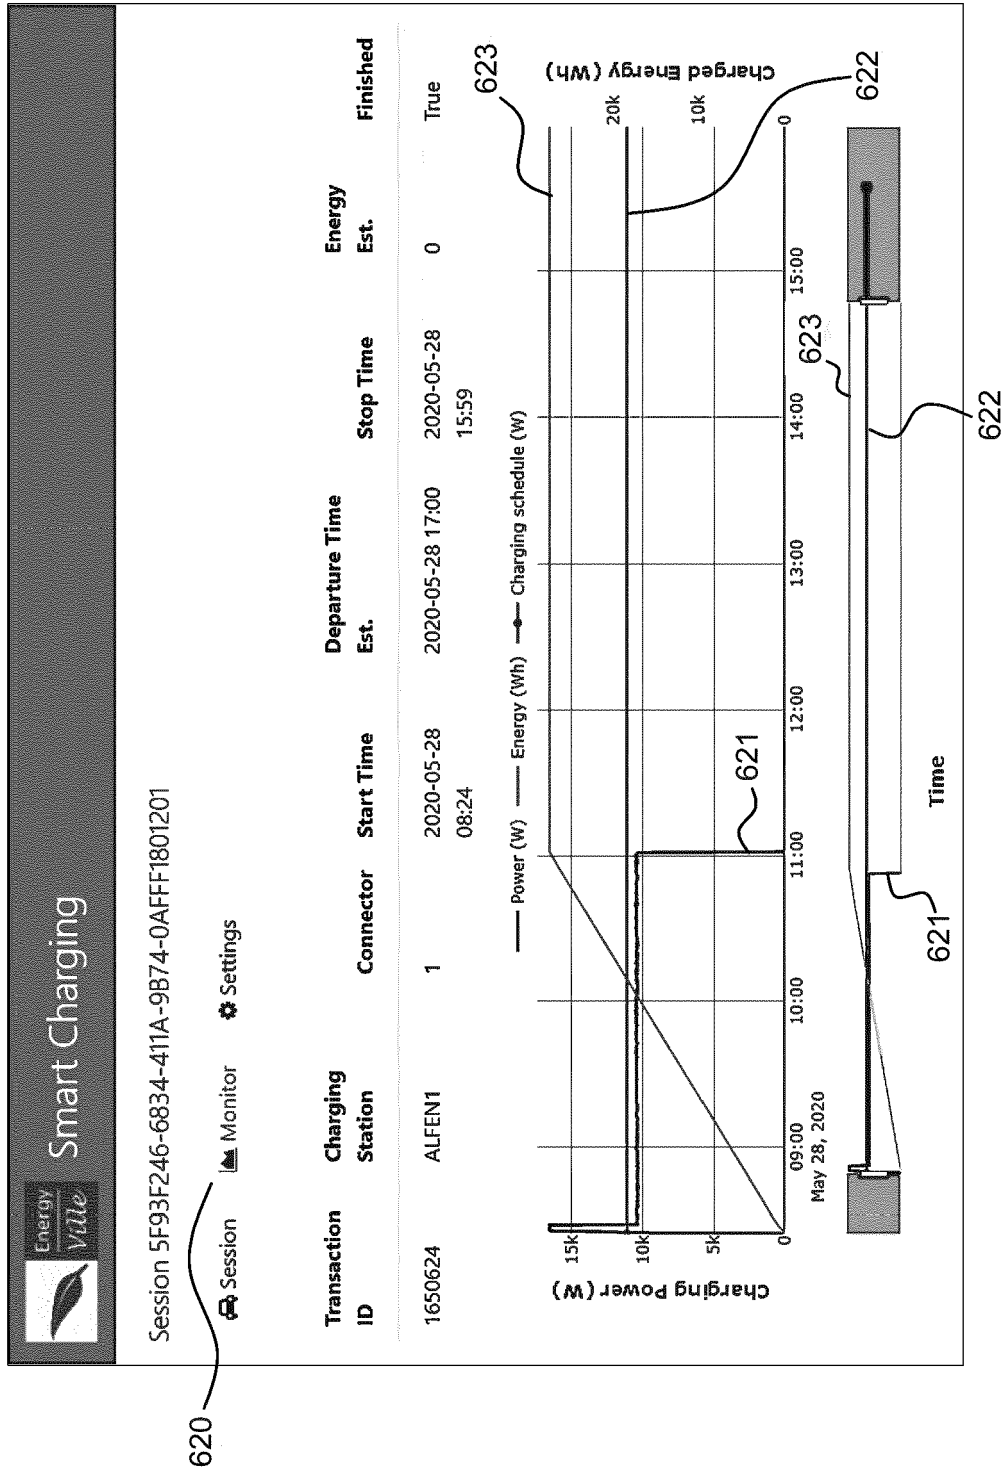 Energy
Ville
Smart Charging
Session 5F93F246-6834-411A-9B74-0AFFF1801201
Session Monitor Settings
620
Transaction ID Charging Station Connector Start Time Departure Time Est. Stop Time Energy Est. Finished
1650624 ALFEN1 1 2020-05-28 08:24 2020-05-28 17:00 2020-05-28 15:59 0 True
Power (W) Energy (Wh) Charging schedule (W)
623
Charging Power (W)
15k
10k
5k
0
Charged Energy (Wh)
20k
10k
0
621
622
09:00 10:00 11:00 12:00 13:00 14:00 15:00
May 28, 2020
623
621
622
Time